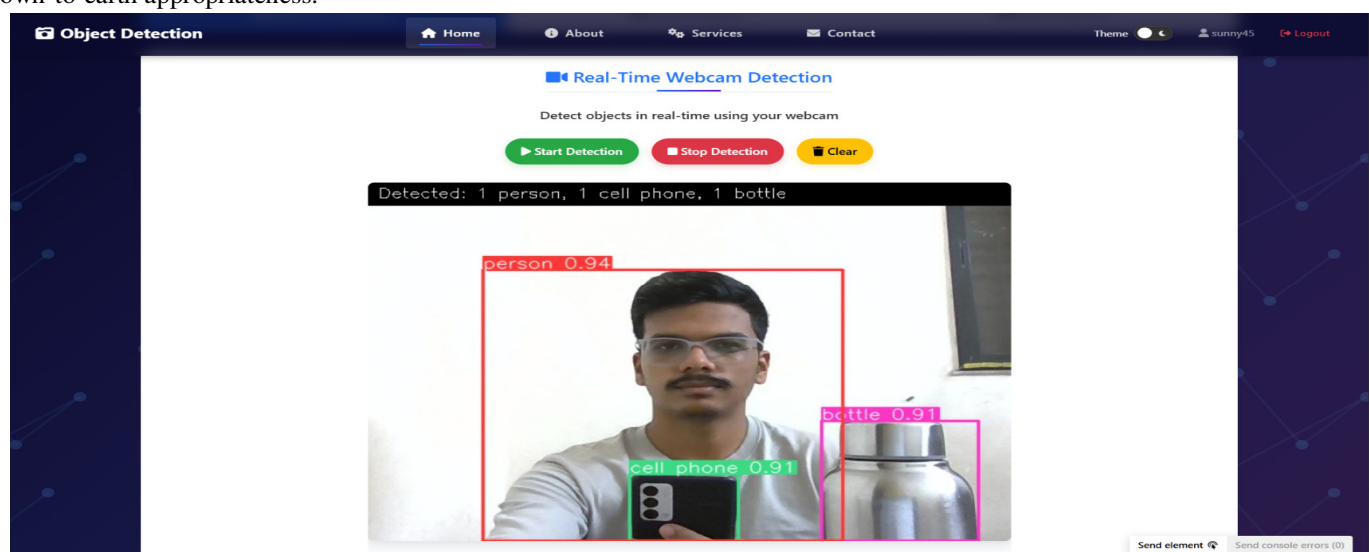 own-to-earth appropriateness.
Object Detection Home About Services Contact Theme sunny45 Logout
Real-Time Webcam Detection
Detect objects in real-time using your webcam
Start Detection Stop Detection Clear
Detected: 1 person, 1 cell phone, 1 bottle
person 0.94
bottle 0.91
cell phone 0.91
Send element Send console errors (0)